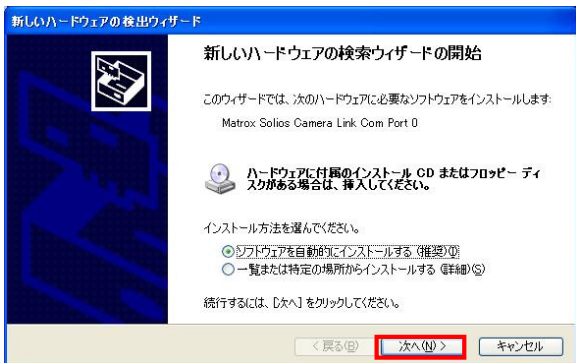 新しいハードウェアの検出ウィザード
新しいハードウェアの検索ウィザードの開始
このウィザードでは、次のハードウェアに必要なソフトウェアをインストールします:
Matrox Solios Camera Link Com Port 0
ハードウェアに付属のインストール CD またはフロッピー ディ
スクがある場合は、挿入してください。
インストール方法を選んでください。
ソフトウェアを自動的にインストールする (推奨)(I)
一覧または特定の場所からインストールする (詳細)(S)
続行するには、[次へ] をクリックしてください。
< 戻る(B) 次へ(N) > キャンセル